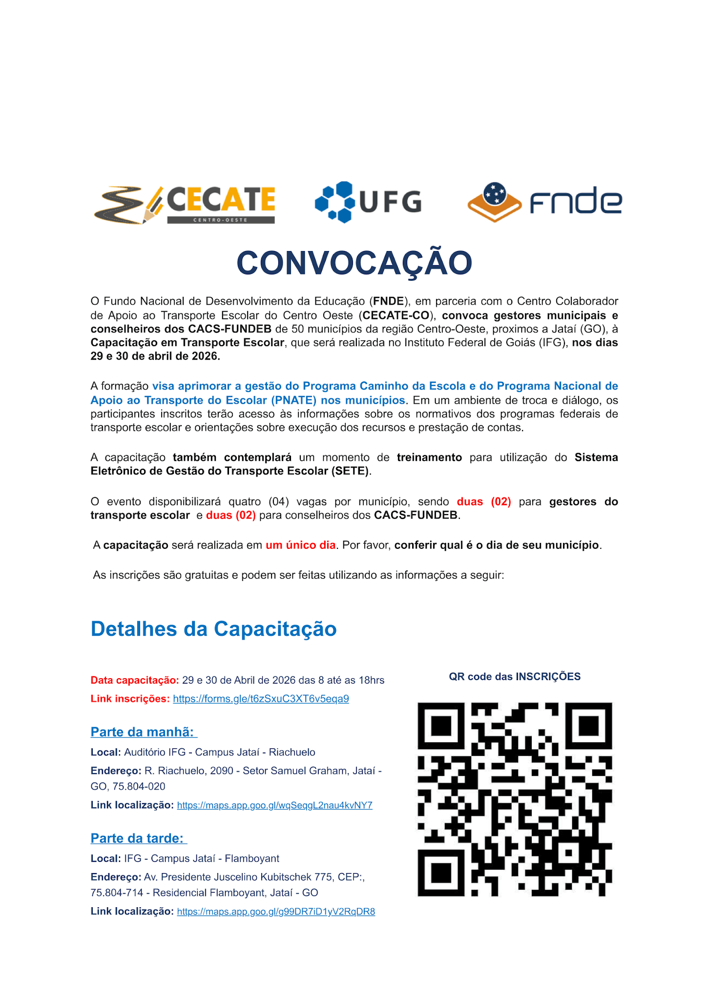 CECATE
CENTRO-OESTE
UFG
fnde
CONVOCAÇÃO
O Fundo Nacional de Desenvolvimento da Educação (FNDE), em parceria com o Centro Colaborador
de Apoio ao Transporte Escolar do Centro Oeste (CECATE-CO), convoca gestores municipais e
conselheiros dos CACS-FUNDEB de 50 municípios da região Centro-Oeste, proximos a Jataí (GO), à
Capacitação em Transporte Escolar, que será realizada no Instituto Federal de Goiás (IFG), nos dias
29 e 30 de abril de 2026.
A formação visa aprimorar a gestão do Programa Caminho da Escola e do Programa Nacional de
Apoio ao Transporte do Escolar (PNATE) nos municípios. Em um ambiente de troca e diálogo, os
participantes inscritos terão acesso às informações sobre os normativos dos programas federais de
transporte escolar e orientações sobre execução dos recursos e prestação de contas.
A capacitação também contemplará um momento de treinamento para utilização do Sistema
Eletrônico de Gestão do Transporte Escolar (SETE).
O evento disponibilizará quatro (04) vagas por município, sendo duas (02) para gestores do
transporte escolar e duas (02) para conselheiros dos CACS-FUNDEB.
A capacitação será realizada em um único dia. Por favor, conferir qual é o dia de seu município.
As inscrições são gratuitas e podem ser feitas utilizando as informações a seguir:
Detalhes da Capacitação
Data capacitação: 29 e 30 de Abril de 2026 das 8 até as 18hrs
Link inscrições: https://forms.gle/t6zSxuC3XT6v5eqa9
Parte da manhã:
Local: Auditório IFG - Campus Jataí - Riachuelo
Endereço: R. Riachuelo, 2090 - Setor Samuel Graham, Jataí -
GO, 75.804-020
Link localização: https://maps.app.goo.gl/wqSeqgL2nau4kvNY7
Parte da tarde:
Local: IFG - Campus Jataí - Flamboyant
Endereço: Av. Presidente Juscelino Kubitschek 775, CEP:,
75.804-714 - Residencial Flamboyant, Jataí - GO
Link localização: https://maps.app.goo.gl/g99DR7iD1yV2RqDR8
QR code das INSCRIÇÕES